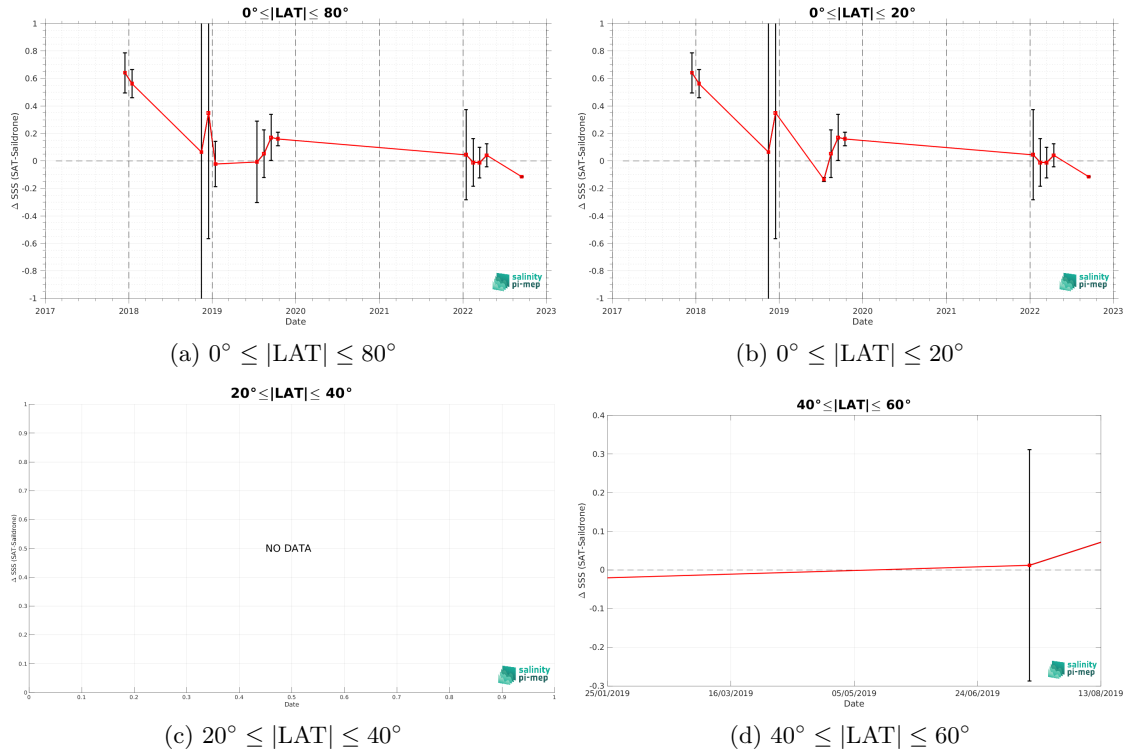 0°≤|LAT|≤ 80°
1
0.8
0.6
0.4
0.2
0
-0.2
-0.4
-0.6
-0.8
-1
Δ SSS (SAT-Saildrone)
2017 2018 2019 2020 2021 2022 2023
Date
salinity
pi-mep
(a) 0° ≤ |LAT| ≤ 80°
0°≤|LAT|≤ 20°
1
0.8
0.6
0.4
0.2
0
-0.2
-0.4
-0.6
-0.8
-1
Δ SSS (SAT-Saildrone)
2017 2018 2019 2020 2021 2022 2023
Date
salinity
pi-mep
(b) 0° ≤ |LAT| ≤ 20°
20°≤|LAT|≤ 40°
1
0.9
0.8
0.7
0.6
0.5
0.4
0.3
0.2
0.1
0
Δ SSS (SAT-Saildrone)
NO DATA
0 0.1 0.2 0.3 0.4 0.5 0.6 0.7 0.8 0.9 1
Date
salinity
pi-mep
(c) 20° ≤ |LAT| ≤ 40°
40°≤|LAT|≤ 60°
0.4
0.3
0.2
0.1
0
-0.1
-0.2
-0.3
Δ SSS (SAT-Saildrone)
25/01/2019 16/03/2019 05/05/2019 24/06/2019 13/08/2019
Date
salinity
pi-mep
(d) 40° ≤ |LAT| ≤ 60°